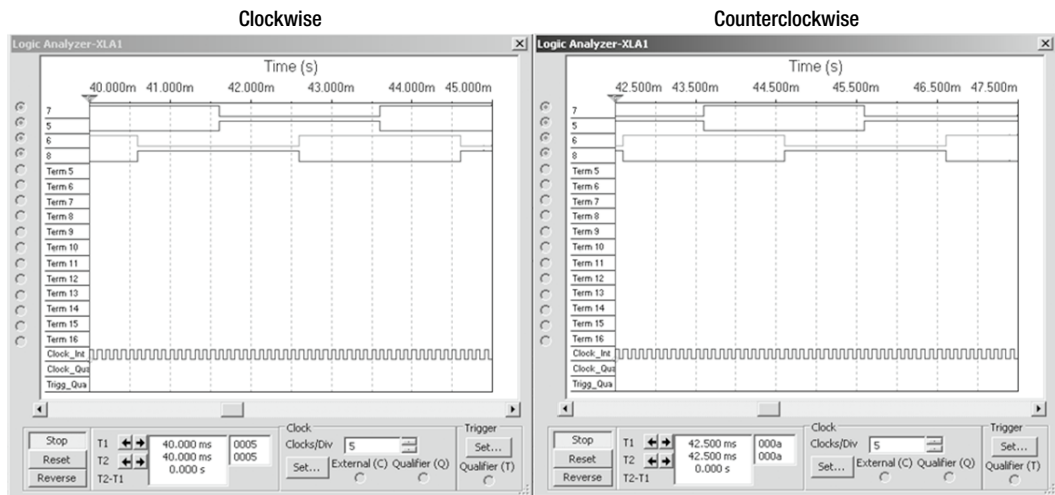 Clockwise
Logic Analyzer-XLA1
Time (s)
40.000m 41.000m 42.000m 43.000m 44.000m 45.000m
7
5
6
8
Term 5
Term 6
Term 7
Term 8
Term 9
Term 10
Term 11
Term 12
Term 13
Term 14
Term 15
Term 16
Clock_Int
Clock_Qua
Trigg_Qua
Stop
Reset
Reverse
T1 40.000 ms 0005
T2 40.000 ms 0005
T2-T1 0.000 s
Clock
Clocks/Div 5
Set... External (C) Qualifier (Q)
Trigger
Set...
Qualifier (T)
Counterclockwise
Logic Analyzer-XLA1
Time (s)
42.500m 43.500m 44.500m 45.500m 46.500m 47.500m
7
5
6
8
Term 5
Term 6
Term 7
Term 8
Term 9
Term 10
Term 11
Term 12
Term 13
Term 14
Term 15
Term 16
Clock_Int
Clock_Qua
Trigg_Qua
Stop
Reset
Reverse
T1 42.500 ms 000a
T2 42.500 ms 000a
T2-T1 0.000 s
Clock
Clocks/Div 5
Set... External (C) Qualifier (Q)
Trigger
Set...
Qualifier (T)